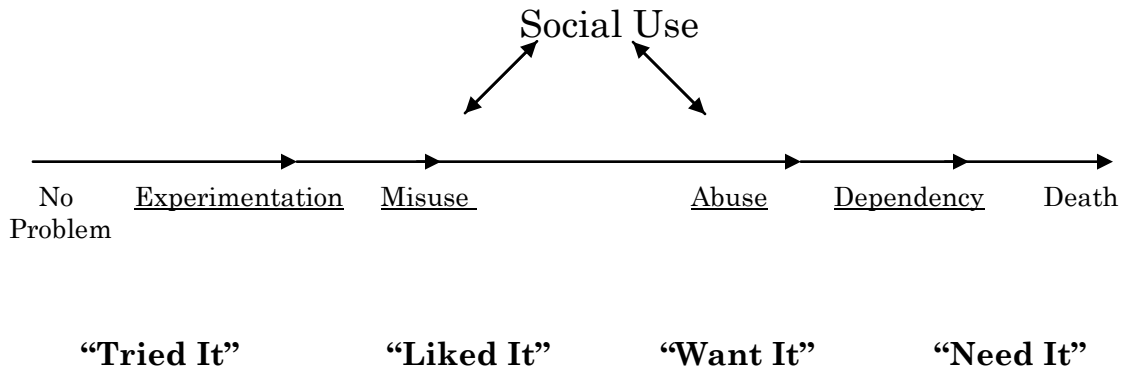 Social Use
No Experimentation Misuse Abuse Dependency Death
Problem
“Tried It” “Liked It” “Want It” “Need It”